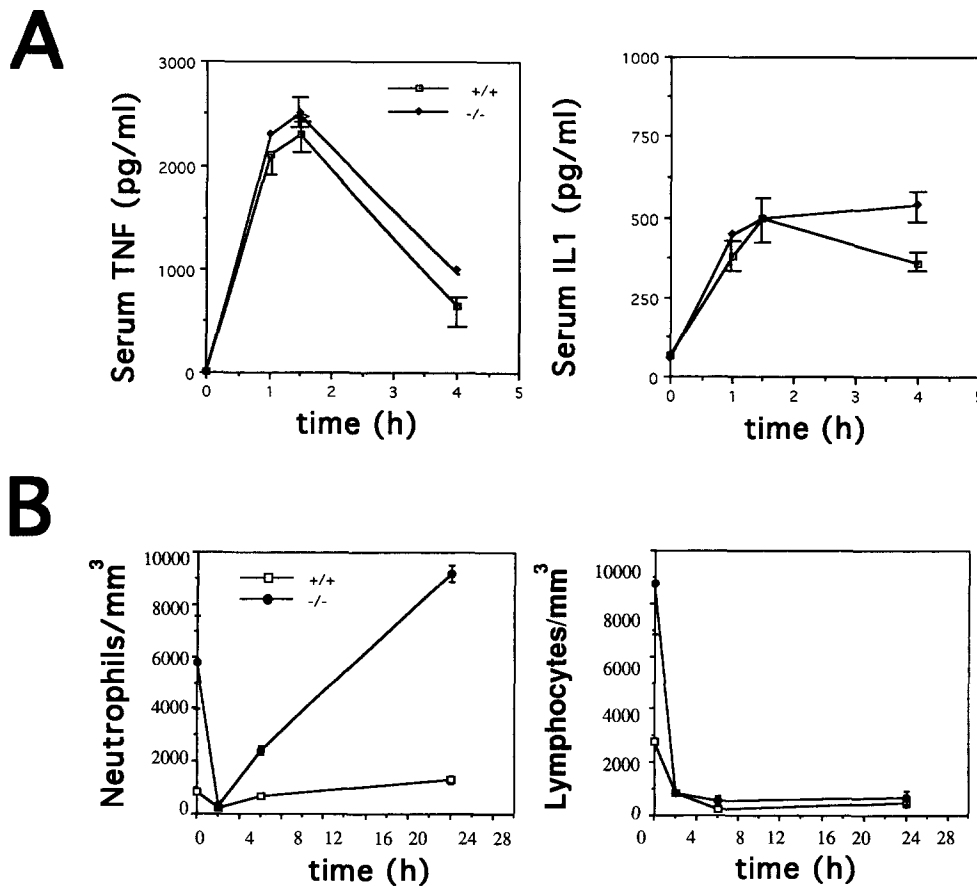 A
Serum TNF (pg/ml)
3000
2000
1000
0
+/+
-/-
0 1 2 3 4 5
time (h)
Serum IL1 (pg/ml)
1000
750
500
250
0
0 1 2 3 4 5
time (h)
B
Neutrophils/mm3
10000
8000
6000
4000
2000
0
+/+
-/-
0 4 8 12 16 20 24 28
time (h)
Lymphocytes/mm3
10000
8000
6000
4000
2000
0
0 4 8 12 16 20 24 28
time (h)